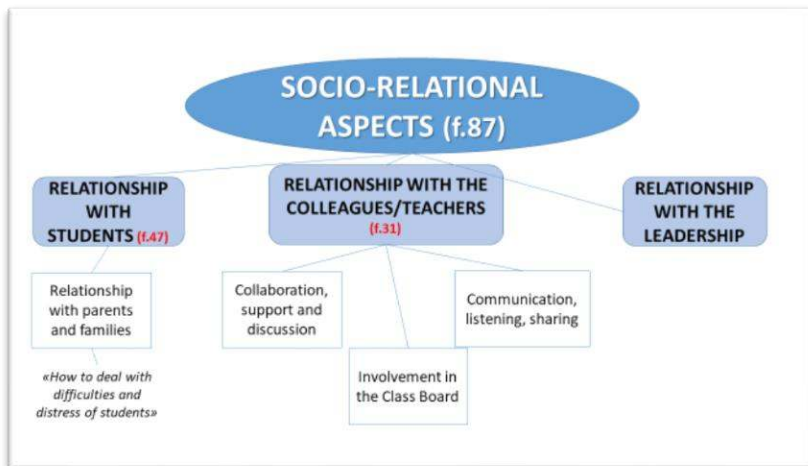 SOCIO-RELATIONAL
ASPECTS (f.87)
RELATIONSHIP
WITH
STUDENTS (f.47)
RELATIONSHIP WITH THE
COLLEAGUES/TEACHERS
(f.31)
RELATIONSHIP
WITH THE
LEADERSHIP
Relationship
with parents
and families
Collaboration,
support and
discussion
Communication,
listening, sharing
«How to deal with
difficulties and
distress of students»
Involvement in
the Class Board